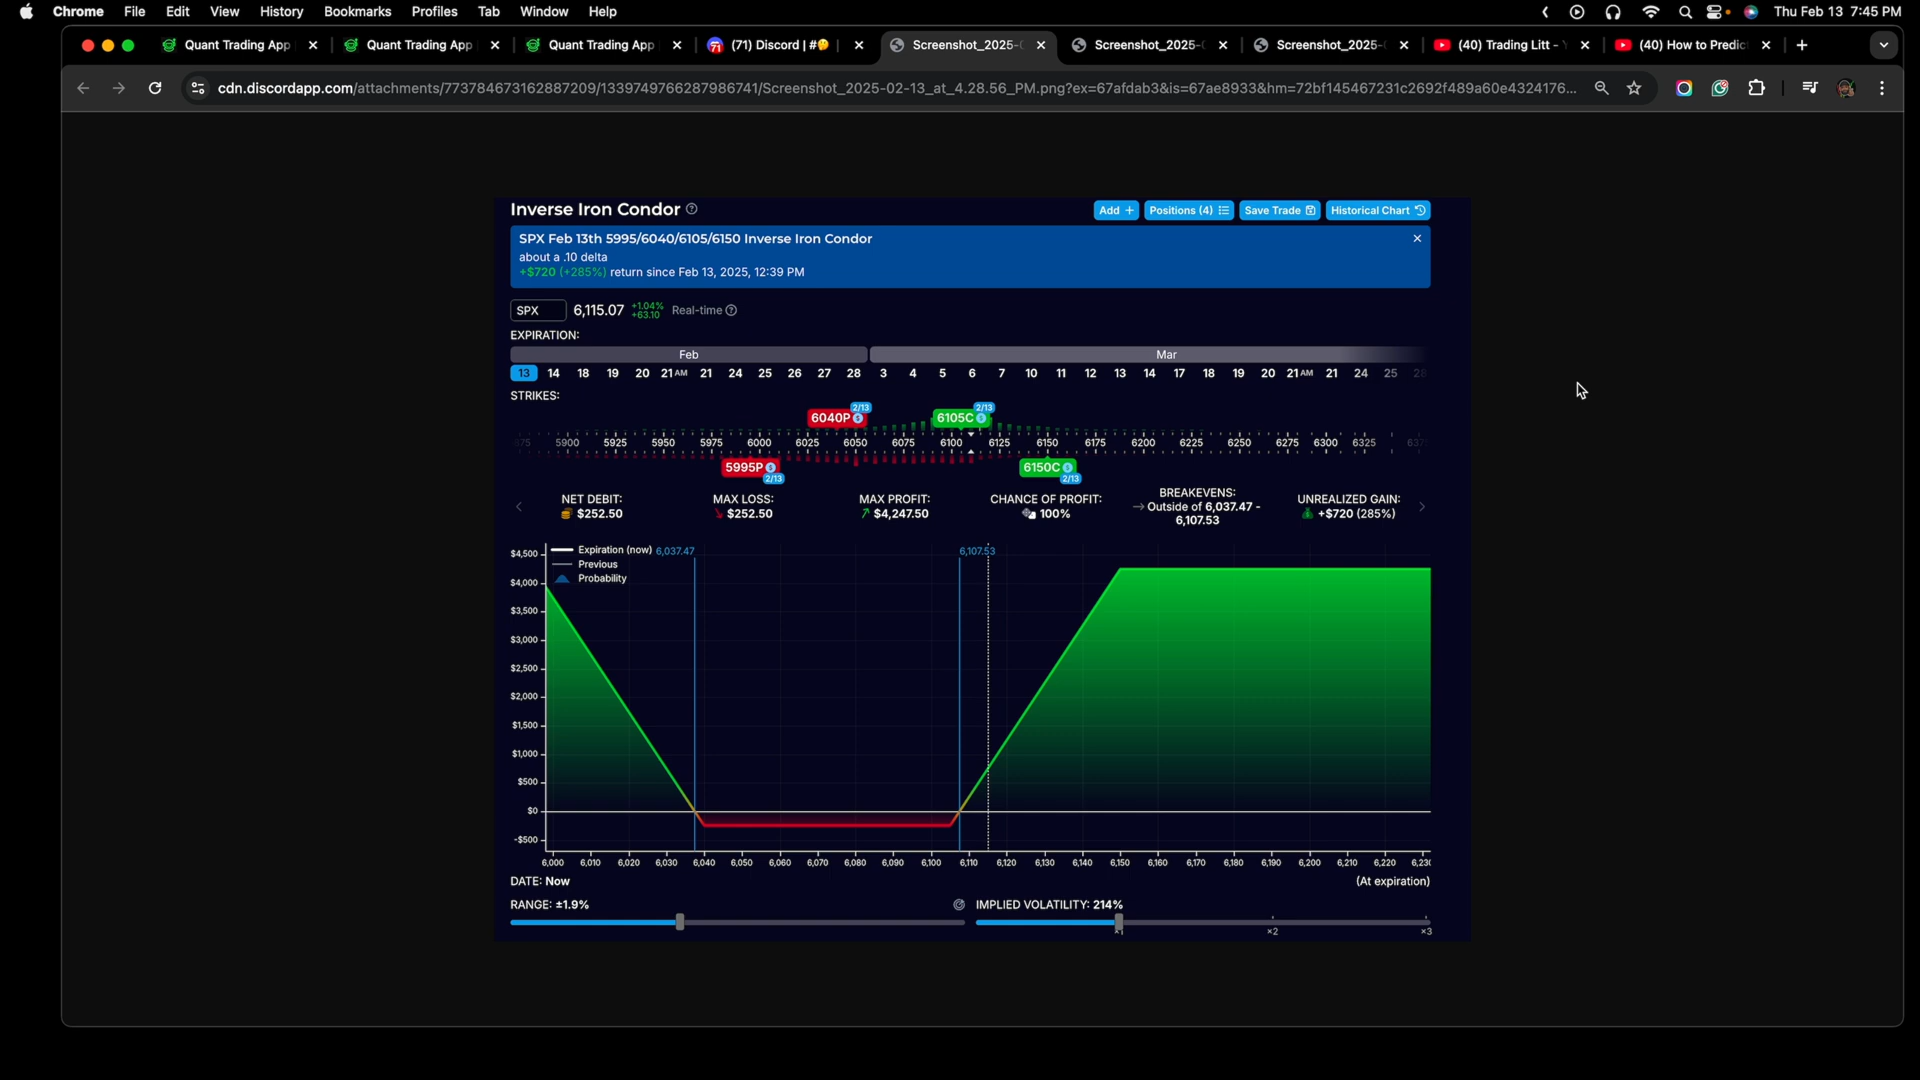 Chrome File Edit View History Bookmarks Profiles Tab Window Help Thu Feb 13 7:45 PM
Quant Trading App Quant Trading App Quant Trading App (71) Discord | #🤔 Screenshot_2025- Screenshot_2025- Screenshot_2025- (40) Trading Litt - (40) How to Predic
cdn.discordapp.com/attachments/773784673162887209/1339749766287986741/Screenshot_2025-02-13_at_4.28.56_PM.png?ex=67afdab3&is=67ae8933&hm=72bf145467231c2692f489a60e4324176...
Inverse Iron Condor Add + Positions (4) Save Trade Historical Chart
SPX Feb 13th 5995/6040/6105/6150 Inverse Iron Condor
about a .10 delta
+$720 (+285%) return since Feb 13, 2025, 12:39 PM
SPX 6,115.07 +1.04% +63.10 Real-time
EXPIRATION:
Feb Mar
13 14 18 19 20 21AM 21 24 25 26 27 28 3 4 5 6 7 10 11 12 13 14 17 18 19 20 21AM 21 24 25 28
STRIKES:
2/13 2/13
6040P 6105C
5900 5925 5950 5975 6000 6025 6050 6075 6100 6125 6150 6175 6200 6225 6250 6275 6300 6325
5995P 6150C
2/13 2/13
NET DEBIT: MAX LOSS: MAX PROFIT: CHANCE OF PROFIT: BREAKEVENS: UNREALIZED GAIN:
$252.50 $252.50 $4,247.50 100% → Outside of 6,037.47 - +$720 (285%)
6,107.53
Expiration (now) 6,037.47 6,107.53
Previous
Probability
$4,500
$4,000
$3,500
$3,000
$2,500
$2,000
$1,500
$1,000
$500
$0
-$500
6,000 6,010 6,020 6,030 6,040 6,050 6,060 6,070 6,080 6,090 6,100 6,110 6,120 6,130 6,140 6,150 6,160 6,170 6,180 6,190 6,200 6,210 6,220 6,230
DATE: Now (At expiration)
RANGE: ±1.9% IMPLIED VOLATILITY: 214%
×1 ×2 ×3